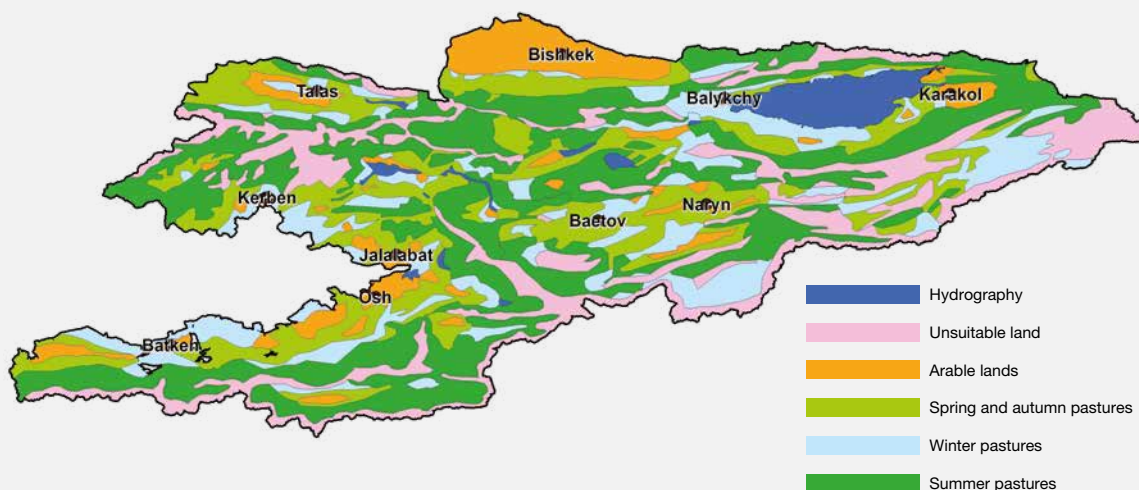 Bishkek
Talas
Balykchy
Karakol
Kerben
Baetov
Naryn
Jalalabat
Osh
Batken
Hydrography
Unsuitable land
Arable lands
Spring and autumn pastures
Winter pastures
Summer pastures